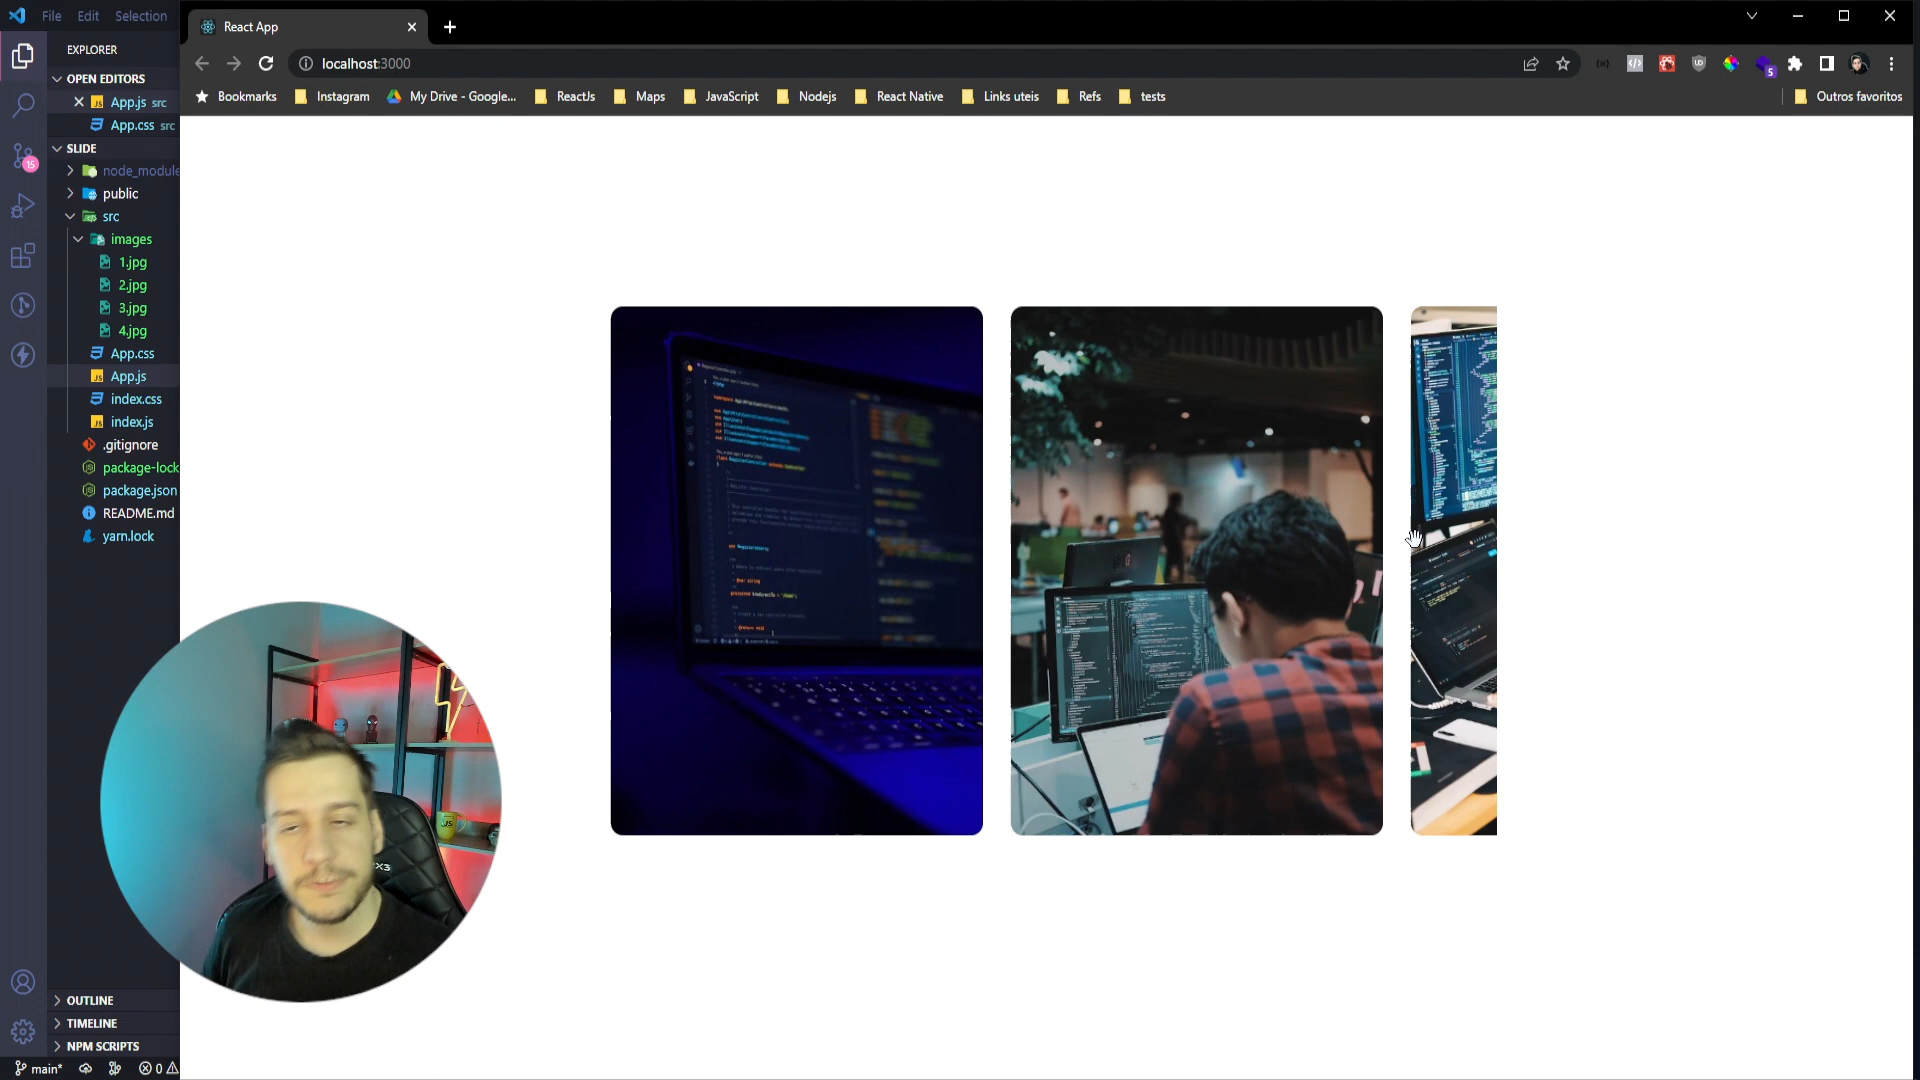 File Edit Selection
EXPLORER
OPEN EDITORS
App.js src
App.css src
SLIDE
node_module
public
src
images
1.jpg
2.jpg
3.jpg
4.jpg
App.css
App.js
index.css
index.js
.gitignore
package-lock
package.json
README.md
yarn.lock
OUTLINE
TIMELINE
NPM SCRIPTS
main*
0
15
React App
localhost:3000
5
Bookmarks Instagram My Drive - Google... ReactJs Maps JavaScript Nodejs React Native Links uteis Refs tests Outros favoritos